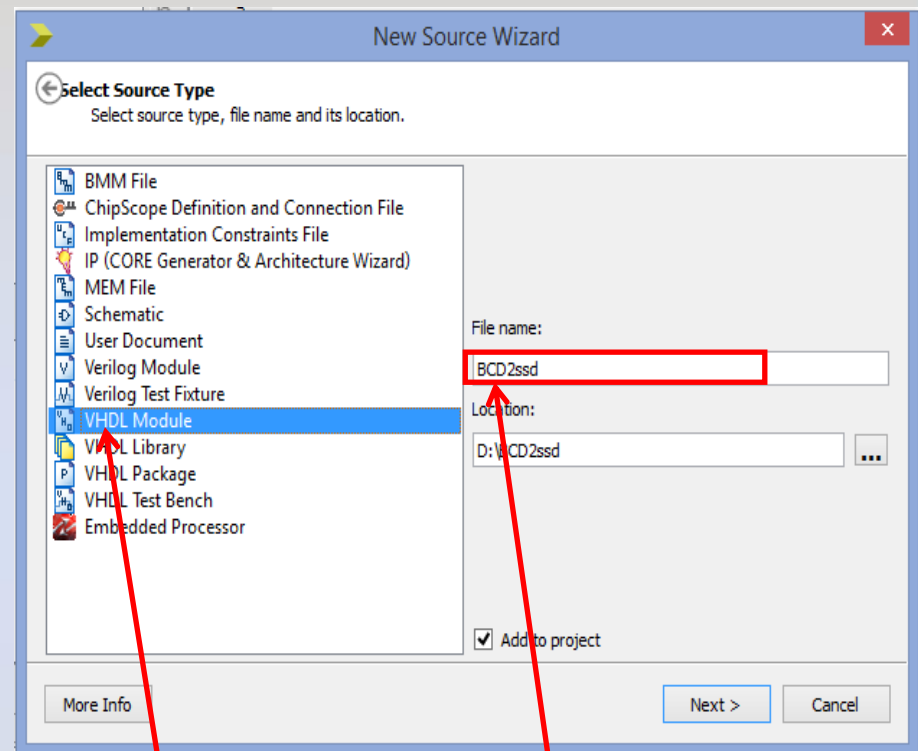 New Source Wizard
Select Source Type
Select source type, file name and its location.
BMM File
ChipScope Definition and Connection File
Implementation Constraints File
IP (CORE Generator & Architecture Wizard)
MEM File
Schematic
User Document
Verilog Module
Verilog Test Fixture
VHDL Module
VHDL Library
VHDL Package
VHDL Test Bench
Embedded Processor
File name:
BCD2ssd
Location:
D:\BCD2ssd
...
Add to project
More Info
Next >
Cancel